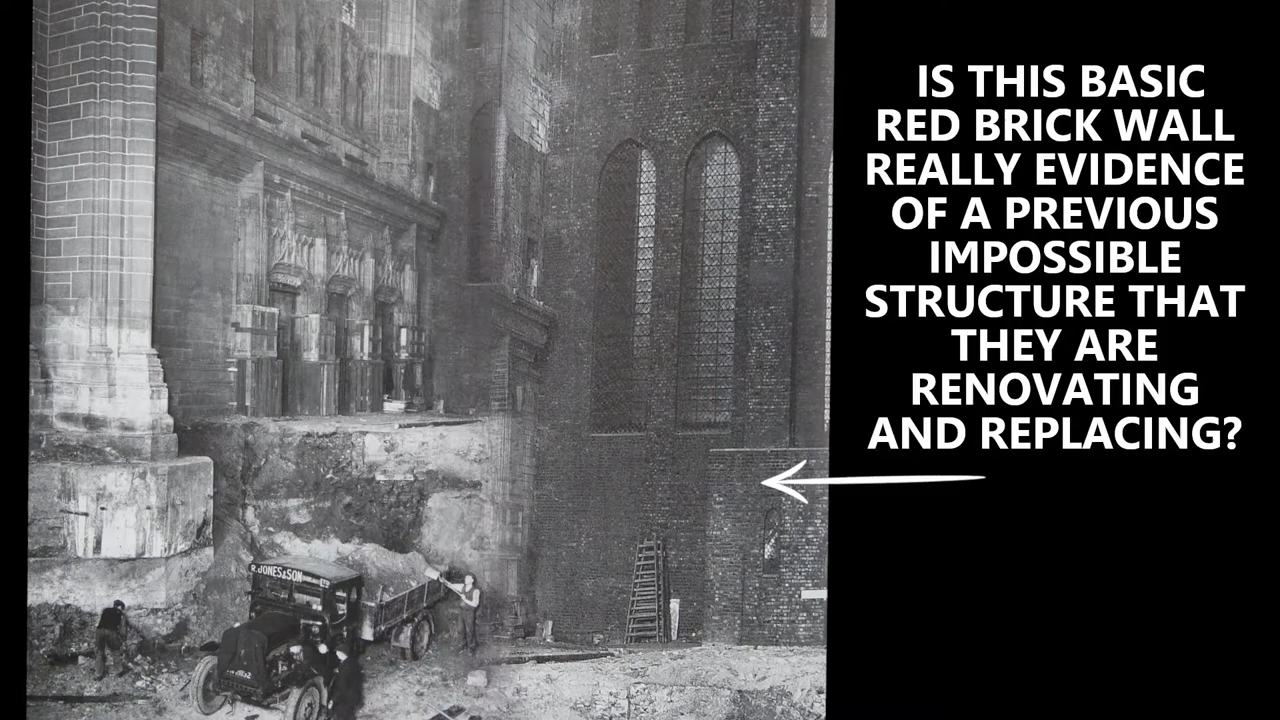 IS THIS BASIC
RED BRICK WALL
REALLY EVIDENCE
OF A PREVIOUS
IMPOSSIBLE
STRUCTURE THAT
THEY ARE
RENOVATING
AND REPLACING?
R. JONES & SON
LTD